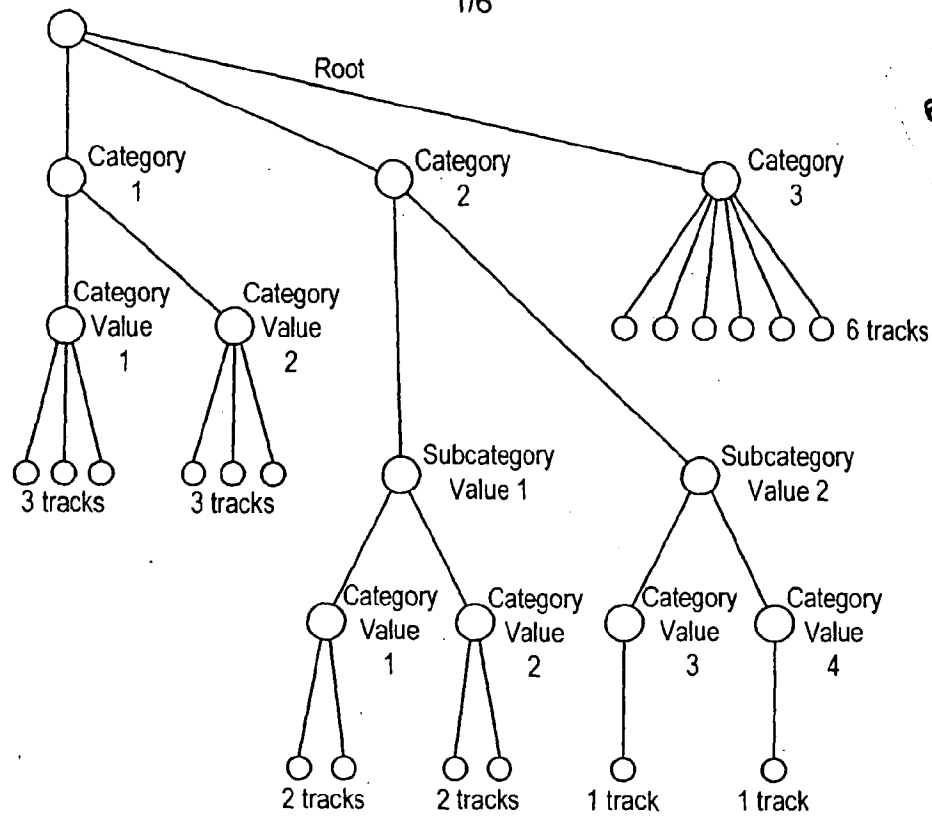 1/6
Root
Category
1
Category
2
Category
3
Category
Value
1
Category
Value
2
6 tracks
3 tracks
3 tracks
Subcategory
Value 1
Subcategory
Value 2
Category
Value
1
Category
Value
2
Category
Value
3
Category
Value
4
2 tracks
2 tracks
1 track
1 track